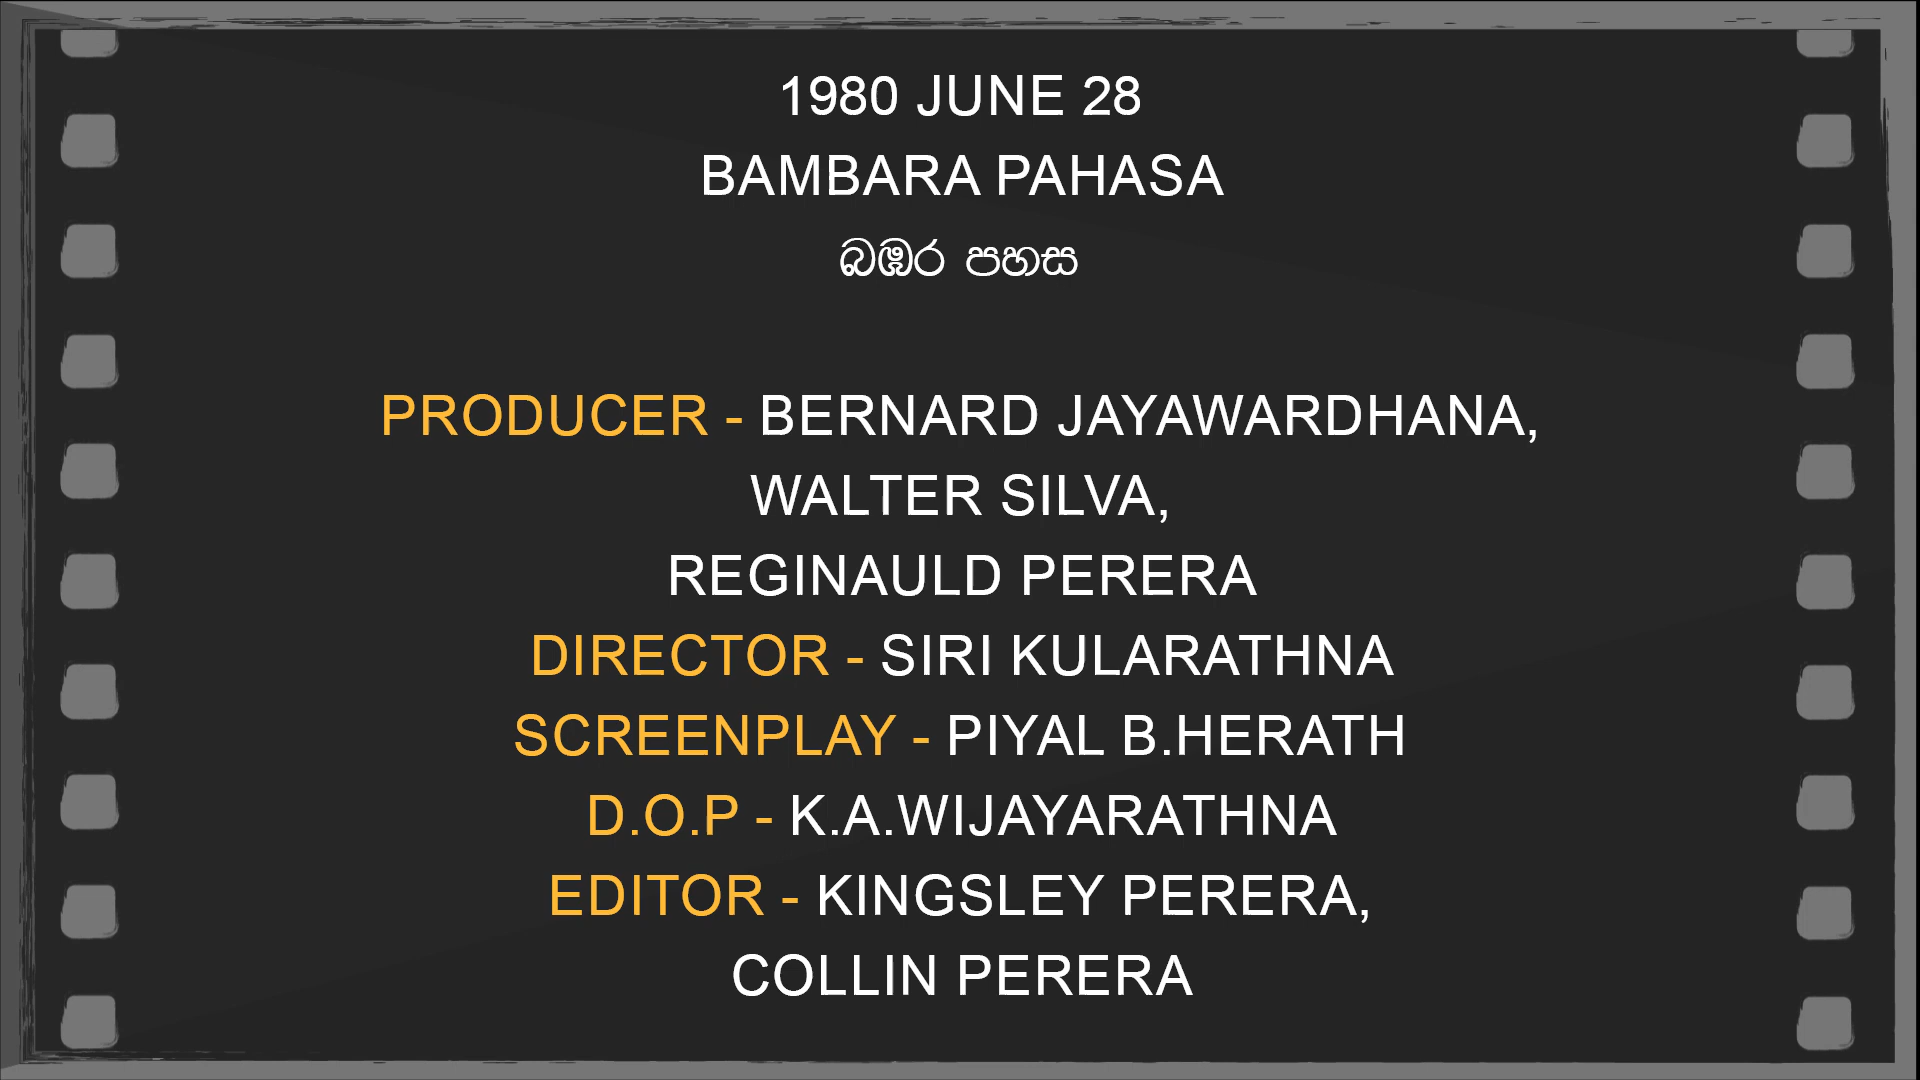 1980 JUNE 28
BAMBARA PAHASA
බඹර පහස
PRODUCER - BERNARD JAYAWARDHANA,
WALTER SILVA,
REGINAULD PERERA
DIRECTOR - SIRI KULARATHNA
SCREENPLAY - PIYAL B.HERATH
D.O.P - K.A.WIJAYARATHNA
EDITOR - KINGSLEY PERERA,
COLLIN PERERA